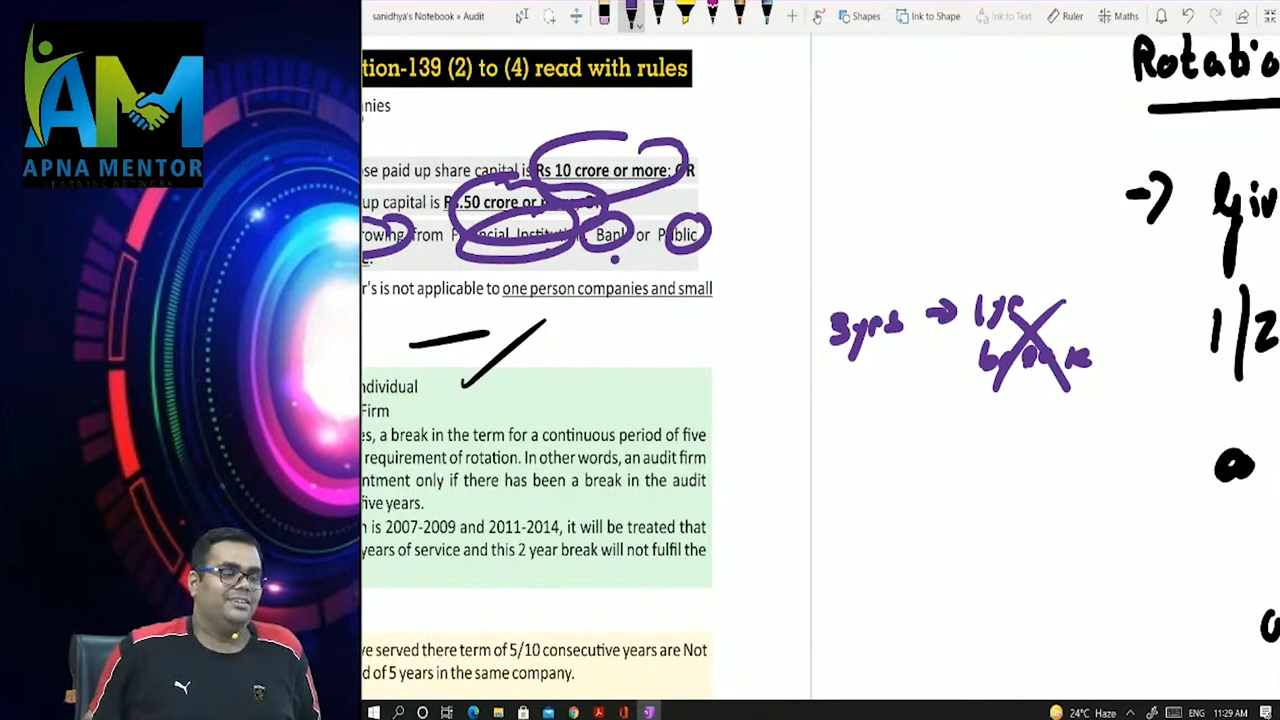 sanidhya's Notebook » Audit
Shapes
Ink to Shape
Ink to Text
Ruler
Maths
AM
APNA MENTOR
LEARNING NETWORK
tion-139 (2) to (4) read with rules
nies
ose paid up share capital is Rs 10 crore or more; OR
up capital is Rs.50 crore or
rowing from Financial Institution, Bank or Public
r's is not applicable to one person companies and small
ndividual
Firm
es, a break in the term for a continuous period of five
requirement of rotation. In other words, an audit firm
ntment only if there has been a break in the audit
five years.
n is 2007-2009 and 2011-2014, it will be treated that
years of service and this 2 year break will not fulfil the
ve served there term of 5/10 consecutive years are Not
d of 5 years in the same company.
Rotatio
→ Giv
3yrs →
1/2
a
24°C Haze
ENG
11:29 AM